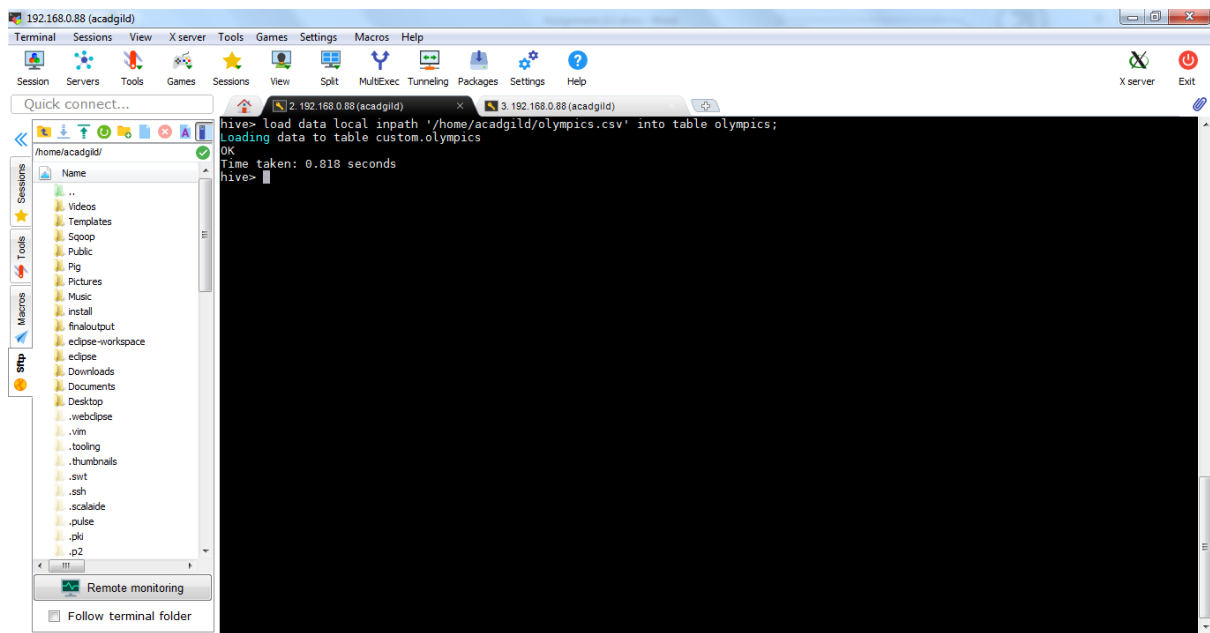 192.168.0.88 (acadgild)
Terminal Sessions View X server Tools Games Settings Macros Help
Session Servers Tools Games Sessions View Split MultiExec Tunneling Packages Settings Help X server Exit
Quick connect...
2. 192.168.0.88 (acadgild)
3. 192.168.0.88 (acadgild)
/home/acadgild/
Name
..
Videos
Templates
Sqoop
Public
Pig
Pictures
Music
install
finaloutput
eclipse-workspace
eclipse
Downloads
Documents
Desktop
.webclipse
.vim
.tooling
.thumbnails
.swt
.ssh
.scalaide
.pulse
.pki
.p2
Remote monitoring
Follow terminal folder
Sessions
Tools
Macros
Sftp
hive> load data local inpath '/home/acadgild/olympics.csv' into table olympics;
Loading data to table custom.olympics
OK
Time taken: 0.818 seconds
hive>